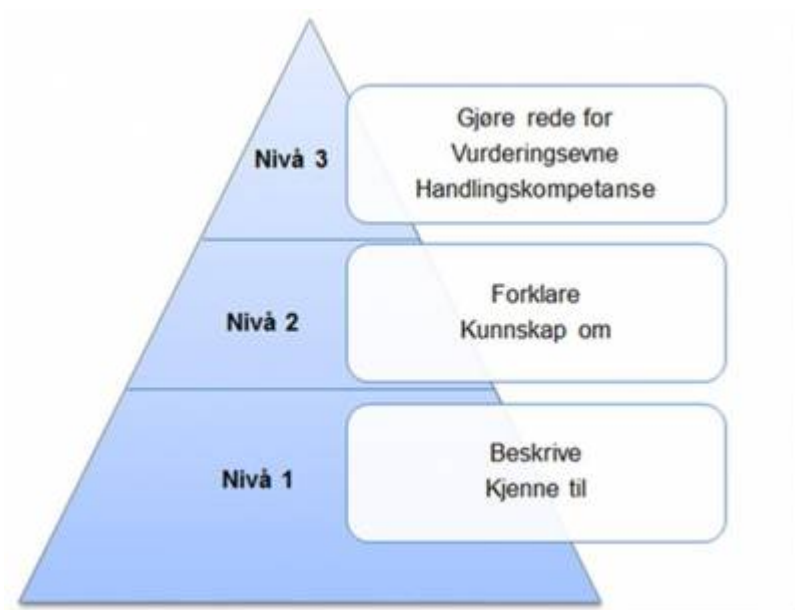 Nivå 3
Gjøre rede for
Vurderingsevne
Handlingskompetanse
Nivå 2
Forklare
Kunnskap om
Nivå 1
Beskrive
Kjenne til